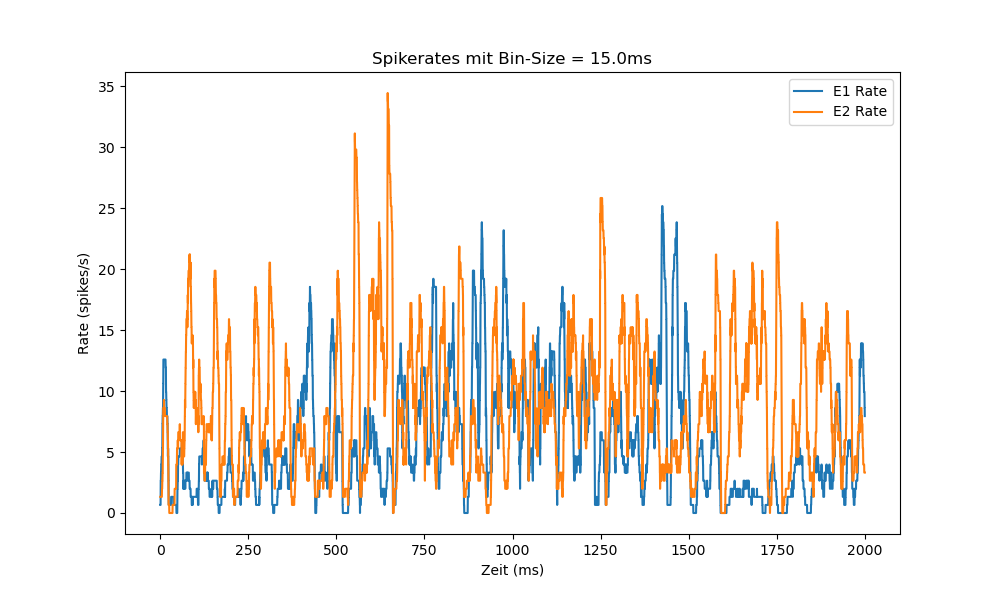 Spikerates mit Bin-Size = 15.0ms
E1 Rate
E2 Rate
Rate (spikes/s)
35
30
25
20
15
10
5
0
0 250 500 750 1000 1250 1500 1750 2000
Zeit (ms)